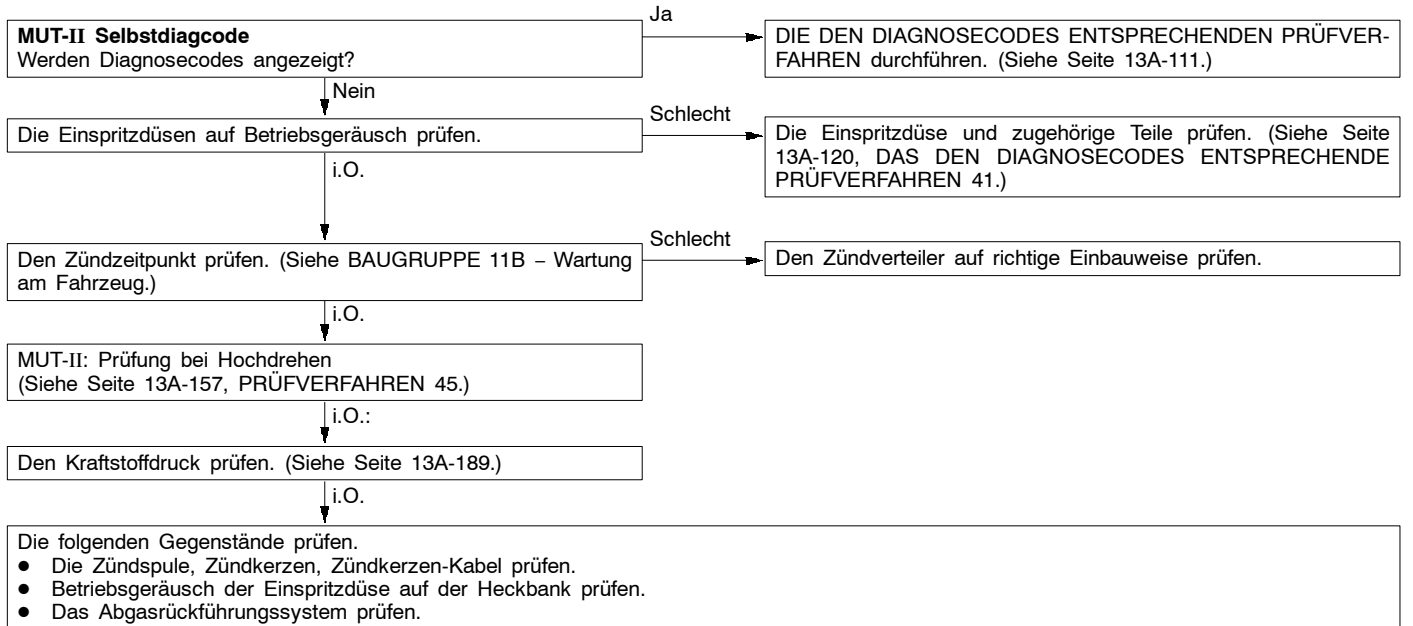 Ja
MUT-II Selbstdiagcode
Werden Diagnosecodes angezeigt?
DIE DEN DIAGNOSECODES ENTSPRECHENDEN PRÜFVER-
FAHREN durchführen. (Siehe Seite 13A-111.)
Nein
Die Einspritzdüsen auf Betriebsgeräusch prüfen.
Schlecht
Die Einspritzdüse und zugehörige Teile prüfen. (Siehe Seite
13A-120, DAS DEN DIAGNOSECODES ENTSPRECHENDE
PRÜFVERFAHREN 41.)
i.O.
Den Zündzeitpunkt prüfen. (Siehe BAUGRUPPE 11B – Wartung
am Fahrzeug.)
Schlecht
Den Zündverteiler auf richtige Einbauweise prüfen.
i.O.
MUT-II: Prüfung bei Hochdrehen
(Siehe Seite 13A-157, PRÜFVERFAHREN 45.)
i.O.:
Den Kraftstoffdruck prüfen. (Siehe Seite 13A-189.)
i.O.
Die folgenden Gegenstände prüfen.
● Die Zündspule, Zündkerzen, Zündkerzen-Kabel prüfen.
● Betriebsgeräusch der Einspritzdüse auf der Heckbank prüfen.
● Das Abgasrückführungssystem prüfen.